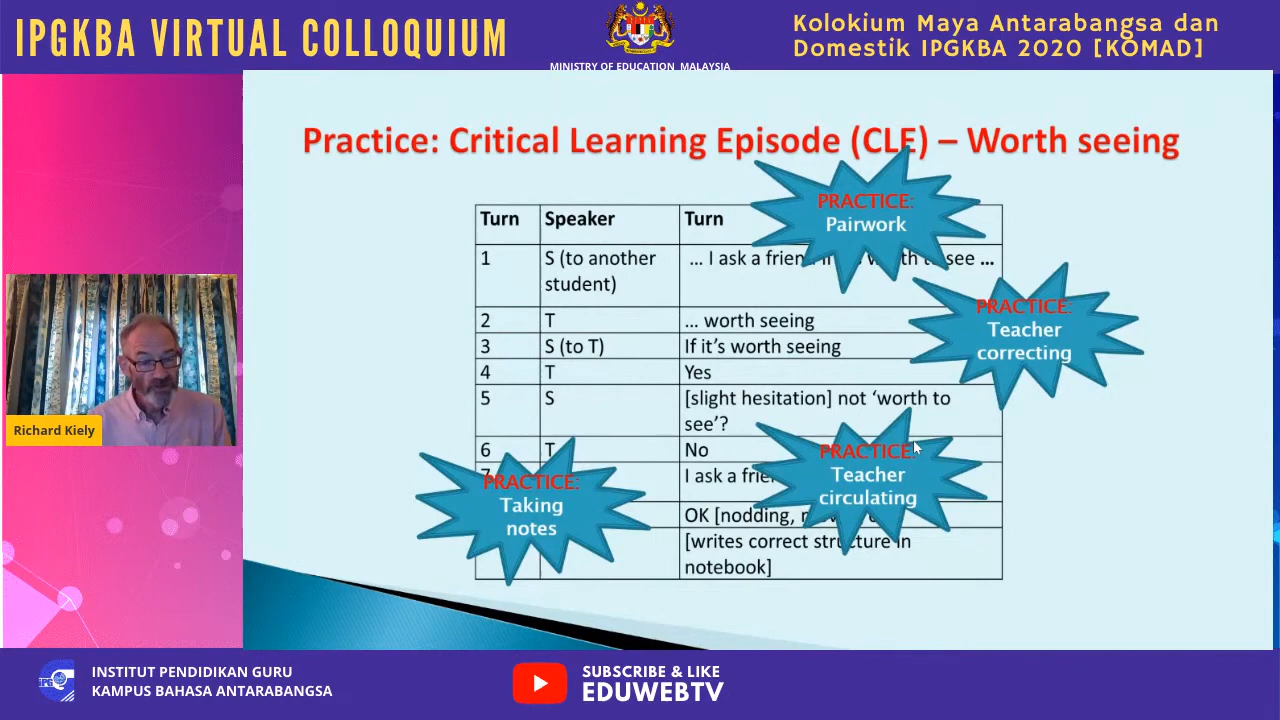 IPGKBA VIRTUAL COLLOQUIUM
MINISTRY OF EDUCATION MALAYSIA
Kolokium Maya Antarabangsa dan
Domestik IPGKBA 2020 [KOMAD]
Practice: Critical Learning Episode (CLE) – Worth seeing
PRACTICE:
Pairwork
Turn Speaker Turn
1 S (to another … I ask a friend see …
student)
PRACTICE:
Teacher
correcting
2 T … worth seeing
3 S (to T) If it’s worth seeing
4 T Yes
5 S [slight hesitation] not ‘worth to
see’?
6 T No
7 I ask a
PRACTICE:
Teacher
circulating
PRACTICE:
Taking
notes
OK [nodding,
[writes correct structure in
notebook]
Richard Kiely
IPG
INSTITUT PENDIDIKAN GURU
KAMPUS BAHASA ANTARABANGSA
SUBSCRIBE & LIKE
EDUWEBTV